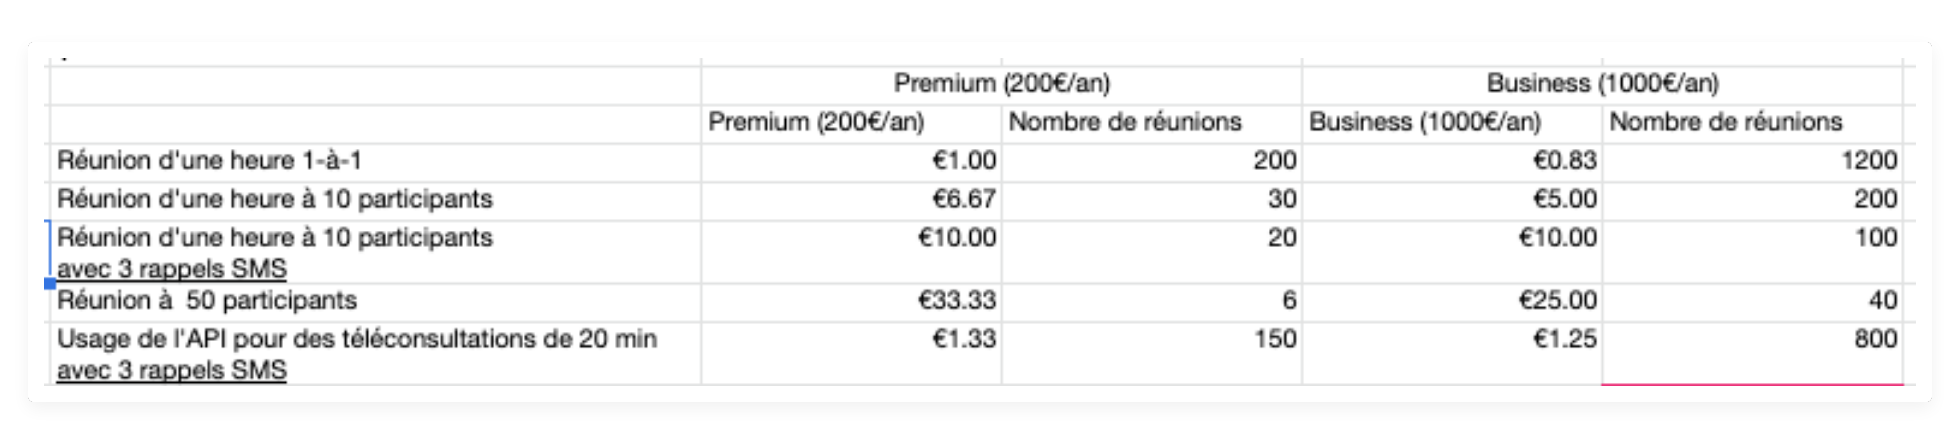 Premium (200€/an) Business (1000€/an)
Premium (200€/an) Nombre de réunions Business (1000€/an) Nombre de réunions
Réunion d'une heure 1-à-1 €1.00 200 €0.83 1200
Réunion d'une heure à 10 participants €6.67 30 €5.00 200
Réunion d'une heure à 10 participants €10.00 20 €10.00 100
avec 3 rappels SMS
Réunion à  50 participants €33.33 6 €25.00 40
Usage de l'API pour des téléconsultations de 20 min €1.33 150 €1.25 800
avec 3 rappels SMS